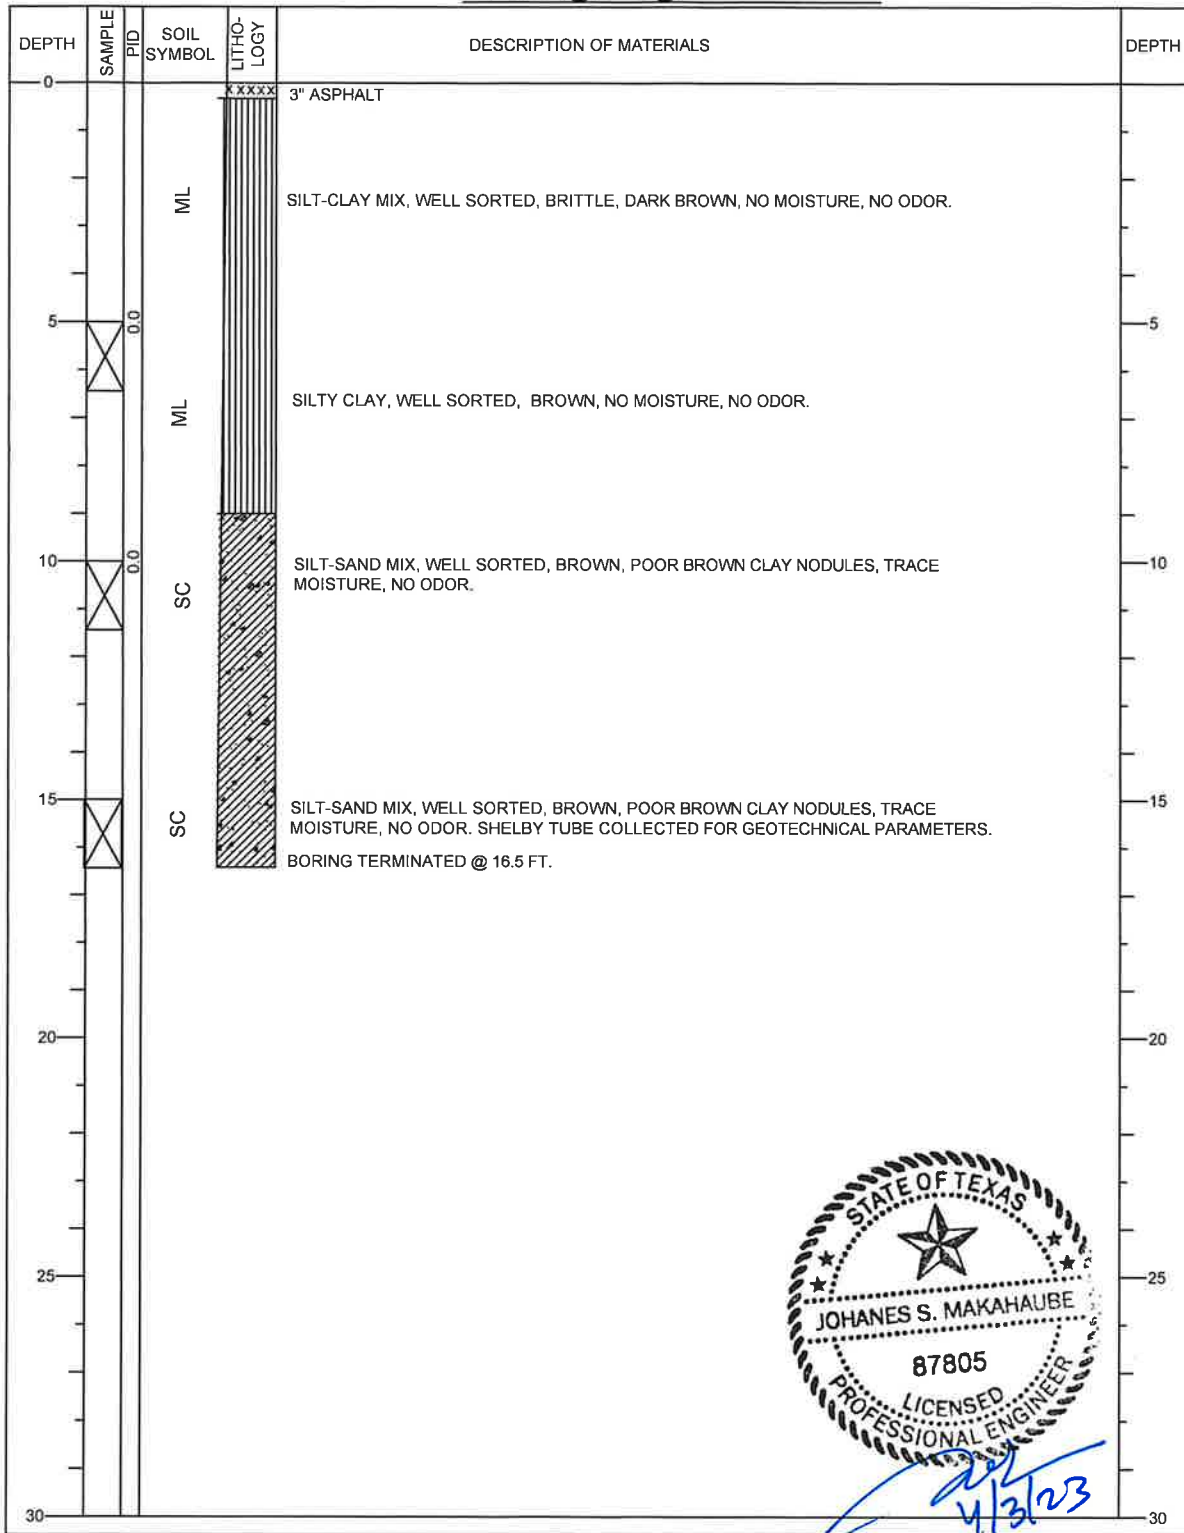 DEPTH SAMPLE PID SOIL SYMBOL LITHO-LOGY DESCRIPTION OF MATERIALS DEPTH
0
XXXXX 3" ASPHALT
ML SILT-CLAY MIX, WELL SORTED, BRITTLE, DARK BROWN, NO MOISTURE, NO ODOR.
5 0.0 5
ML SILTY CLAY, WELL SORTED, BROWN, NO MOISTURE, NO ODOR.
10 0.0 SILT-SAND MIX, WELL SORTED, BROWN, POOR BROWN CLAY NODULES, TRACE 10
SC MOISTURE, NO ODOR.
15 SILT-SAND MIX, WELL SORTED, BROWN, POOR BROWN CLAY NODULES, TRACE 15
SC MOISTURE, NO ODOR. SHELBY TUBE COLLECTED FOR GEOTECHNICAL PARAMETERS.
BORING TERMINATED @ 16.5 FT.
20 20
25 25
STATE OF TEXAS
JOHANES S. MAKAHAUBE
87805
LICENSED
PROFESSIONAL ENGINEER
4/3/23
30 30